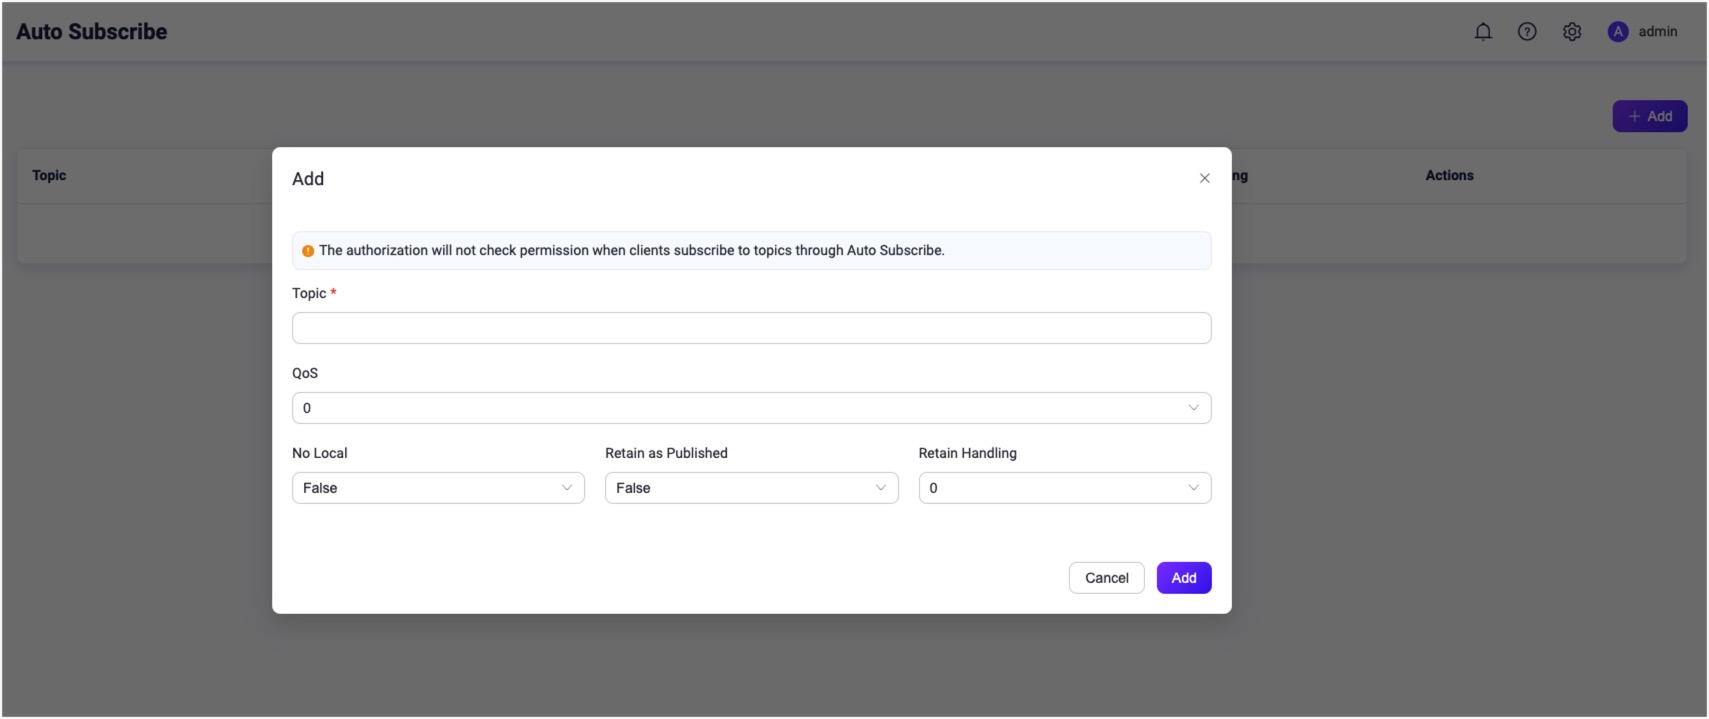 Auto Subscribe
A admin
+ Add
Topic ng Actions
Add
The authorization will not check permission when clients subscribe to topics through Auto Subscribe.
Topic *
QoS
0
No Local Retain as Published Retain Handling
False False 0
Cancel Add